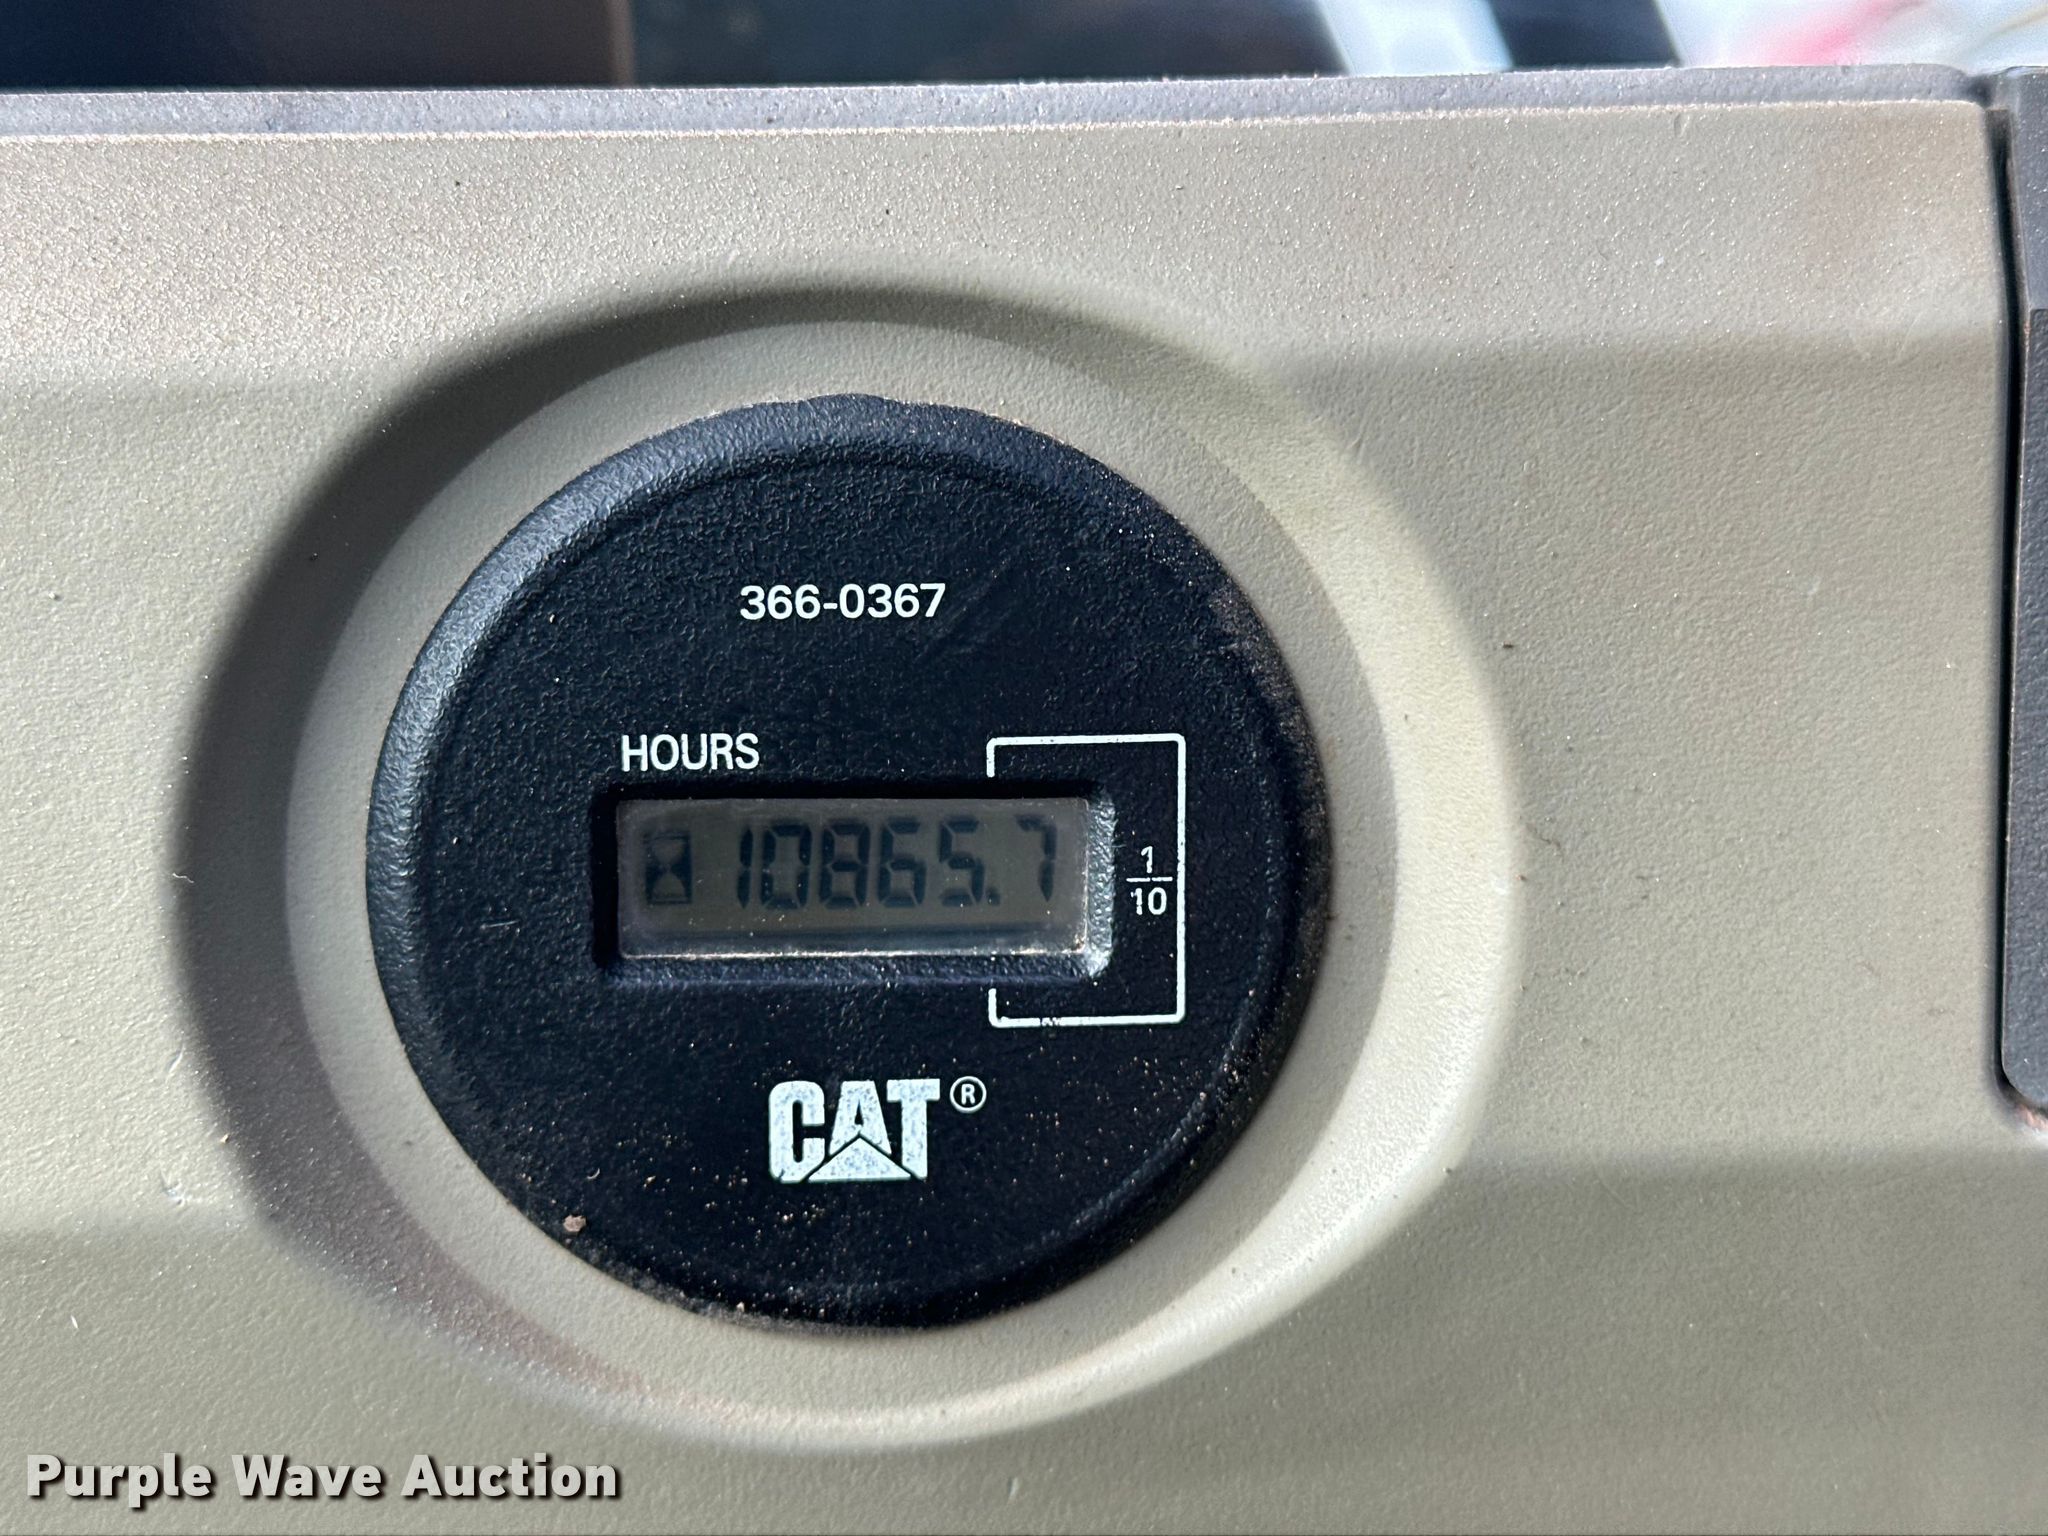 366-0367
HOURS
10865.7
1
10
CAT®
Purple Wave Auction